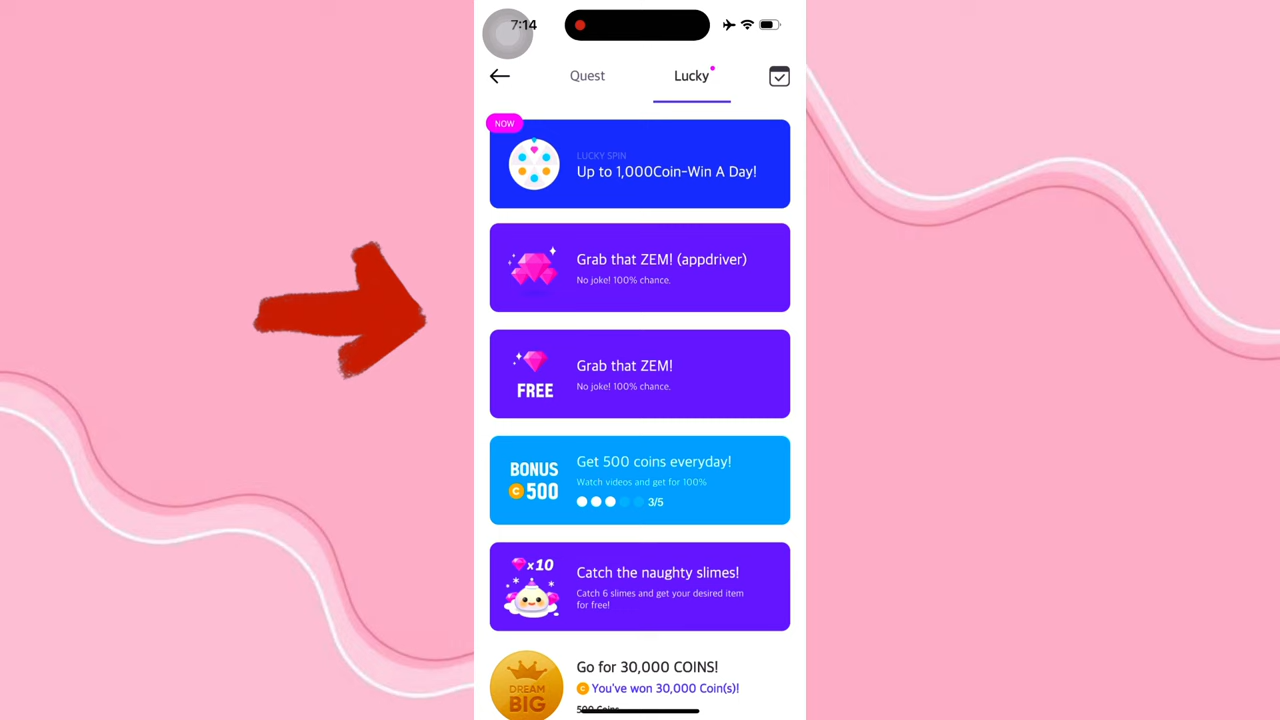 7:14
Quest
Lucky
NOW
LUCKY SPIN
Up to 1,000Coin-Win A Day!
Grab that ZEM! (appdriver)
No joke! 100% chance.
FREE
Grab that ZEM!
No joke! 100% chance.
BONUS
C 500
Get 500 coins everyday!
Watch videos and get for 100%
3/5
x10
Catch the naughty slimes!
Catch 6 slimes and get your desired item
for free!
DREAM
BIG
Go for 30,000 COINS!
C You've won 30,000 Coin(s)!
500 Coins